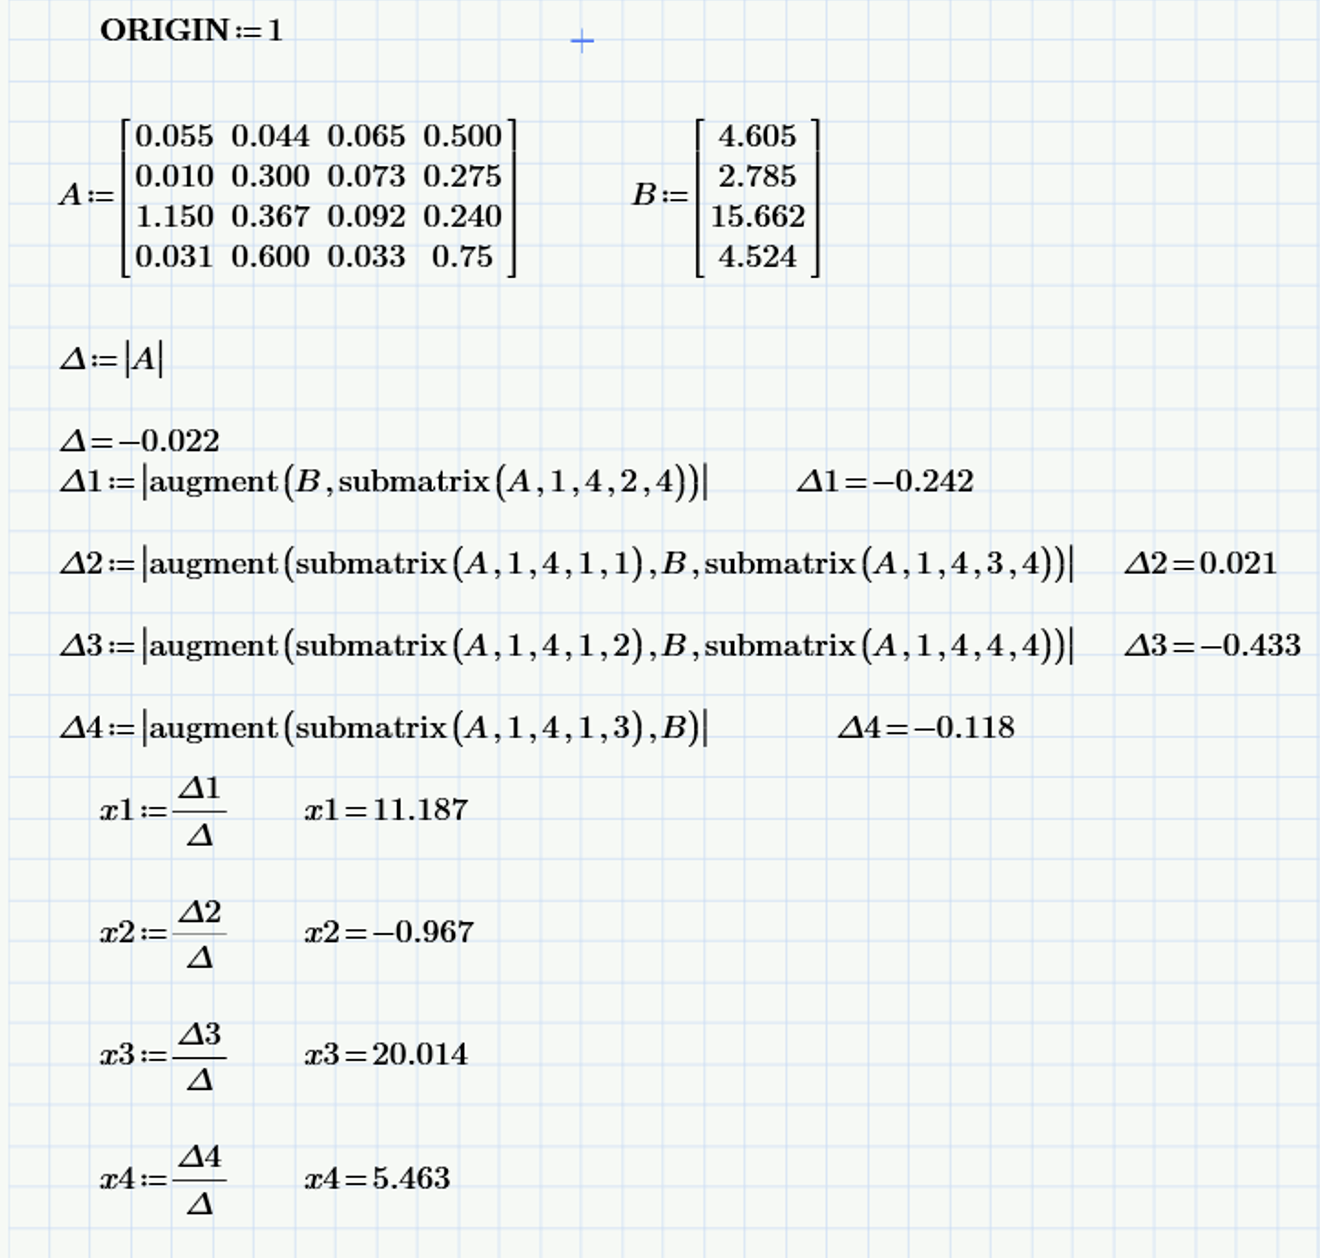 ORIGIN := 1
A := [0.055 0.044 0.065 0.500
0.010 0.300 0.073 0.275
1.150 0.367 0.092 0.240
0.031 0.600 0.033 0.75]
B := [4.605
2.785
15.662
4.524]
Δ := |A|
Δ = −0.022
Δ1 := |augment(B, submatrix(A, 1, 4, 2, 4))| Δ1 = −0.242
Δ2 := |augment(submatrix(A, 1, 4, 1, 1), B, submatrix(A, 1, 4, 3, 4))| Δ2 = 0.021
Δ3 := |augment(submatrix(A, 1, 4, 1, 2), B, submatrix(A, 1, 4, 4, 4))| Δ3 = −0.433
Δ4 := |augment(submatrix(A, 1, 4, 1, 3), B)| Δ4 = −0.118
x1 := Δ1/Δ x1 = 11.187
x2 := Δ2/Δ x2 = −0.967
x3 := Δ3/Δ x3 = 20.014
x4 := Δ4/Δ x4 = 5.463